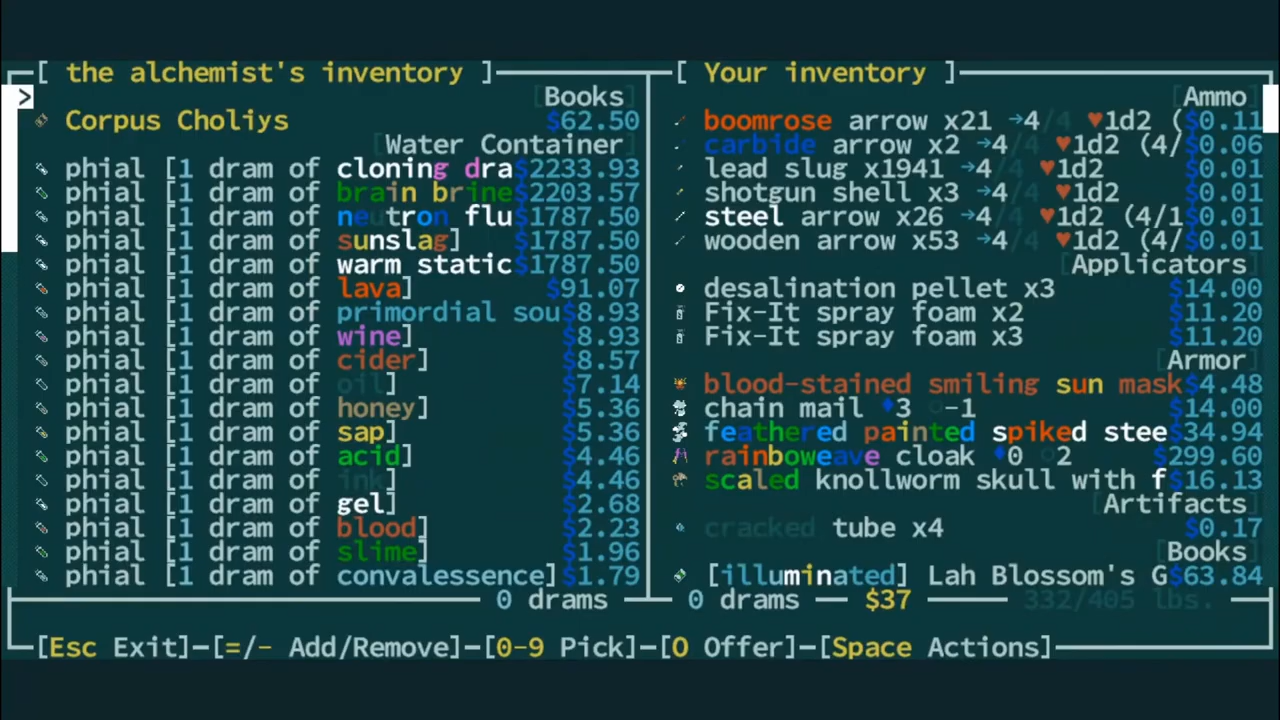 [ the alchemist's inventory ]
>
[Books]
Corpus Choliys $62.50
[Water Container]
phial [1 dram of cloning dra$2233.93
phial [1 dram of brain brine$2203.57
phial [1 dram of neutron flu$1787.50
phial [1 dram of sunslag]$1787.50
phial [1 dram of warm static$1787.50
phial [1 dram of lava] $91.07
phial [1 dram of primordial sou$8.93
phial [1 dram of wine] $8.93
phial [1 dram of cider] $8.57
phial [1 dram of oil] $7.14
phial [1 dram of honey] $5.36
phial [1 dram of sap] $5.36
phial [1 dram of acid] $4.46
phial [1 dram of ink] $4.46
phial [1 dram of gel] $2.68
phial [1 dram of blood] $2.23
phial [1 dram of slime] $1.96
phial [1 dram of convalessence]$1.79
0 drams
[ Your inventory ]
[Ammo]
boomrose arrow x21 →4/4 ♥1d2 ($0.11
carbide arrow x2 →4/4 ♥1d2 (4/$0.06
lead slug x1941 →4/4 ♥1d2 $0.01
shotgun shell x3 →4/4 ♥1d2 $0.01
steel arrow x26 →4/4 ♥1d2 (4/1$0.01
wooden arrow x53 →4/4 ♥1d2 (4/$0.01
[Applicators]
desalination pellet x3 $14.00
Fix-It spray foam x2 $11.20
Fix-It spray foam x3 $11.20
[Armor]
blood-stained smiling sun mask$4.48
chain mail ♦3 ○-1 $14.00
feathered painted spiked stee$34.94
rainboweave cloak ♦0 ○2 $299.60
scaled knollworm skull with f$16.13
[Artifacts]
cracked tube x4 $0.17
[Books]
[illuminated] Lah Blossom's G$63.84
0 drams — $37 — 332/405 lbs.
[Esc Exit]-[=/- Add/Remove]-[0-9 Pick]-[O Offer]-[Space Actions]